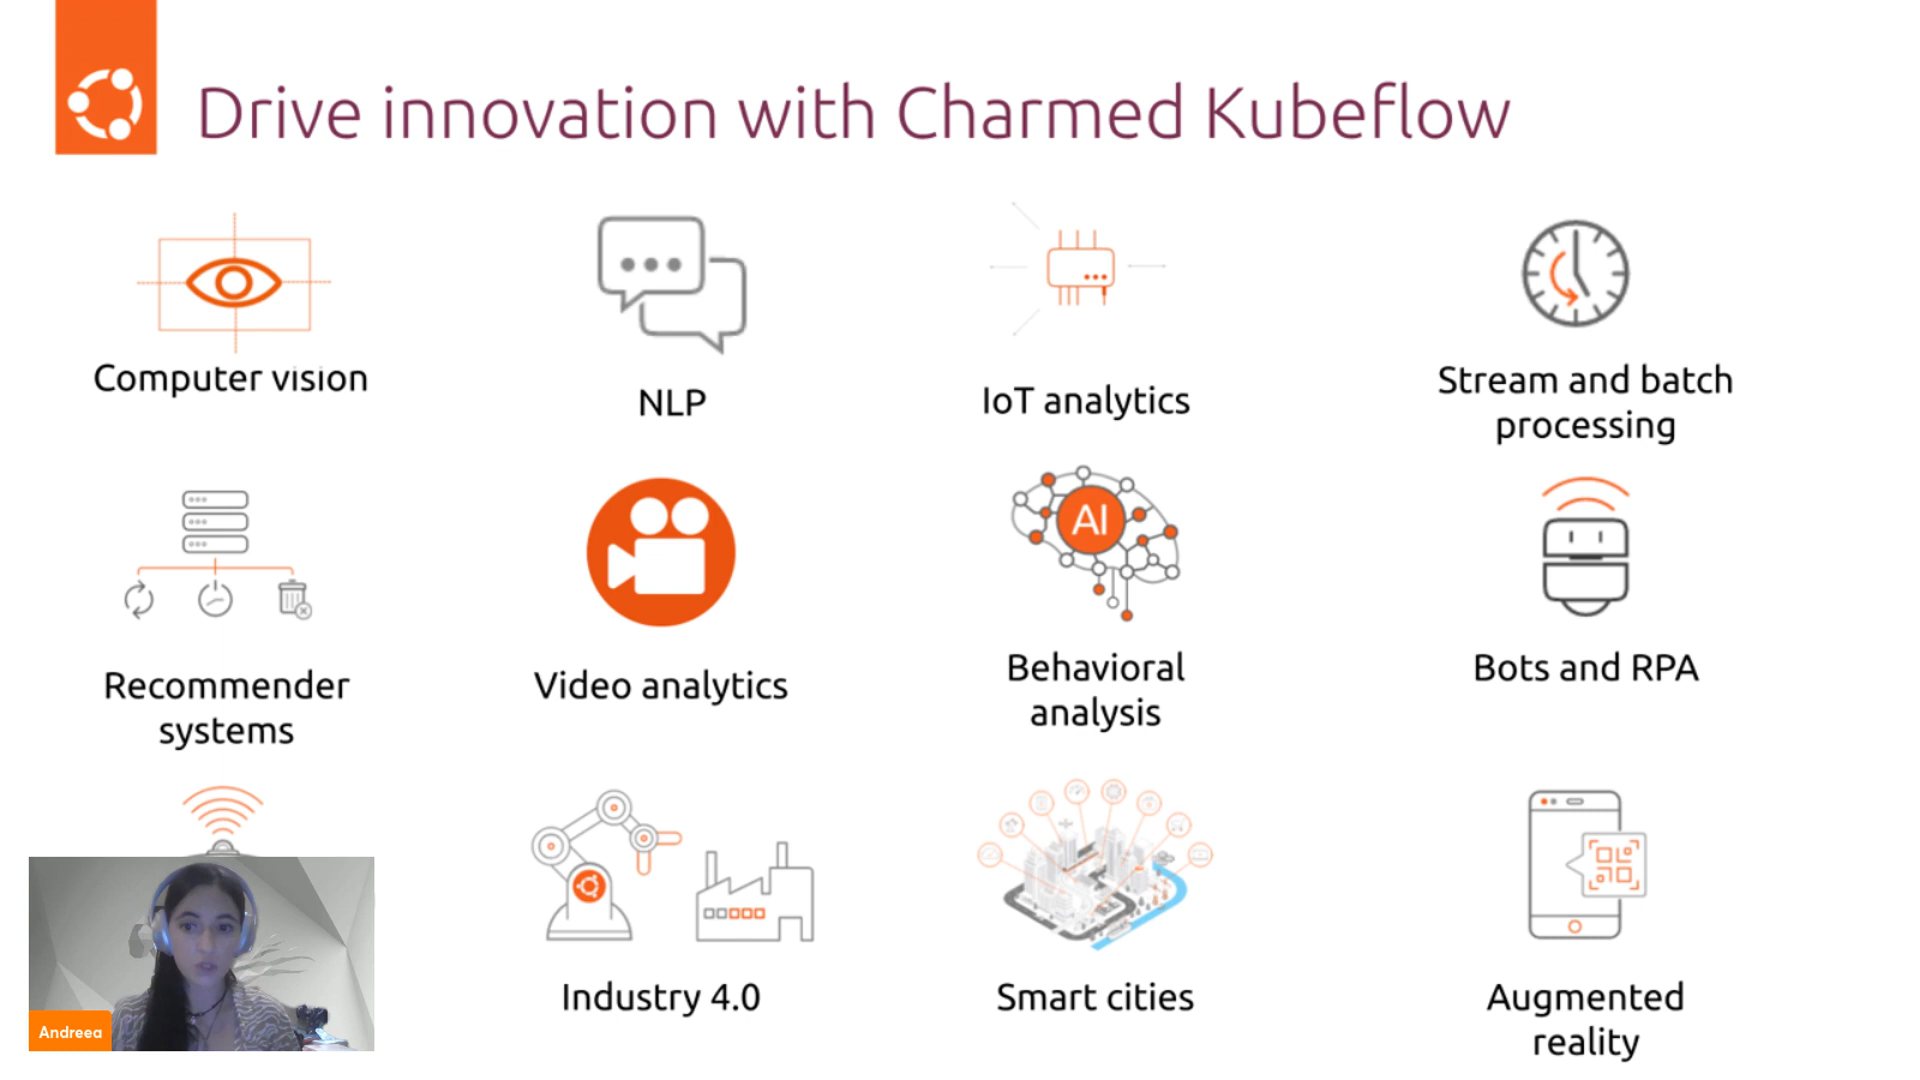 Drive innovation with Charmed Kubeflow
Computer vision
NLP
IoT analytics
Stream and batch
processing
AI
Recommender
systems
Video analytics
Behavioral
analysis
Bots and RPA
Industry 4.0
Smart cities
Augmented
reality
Andreea